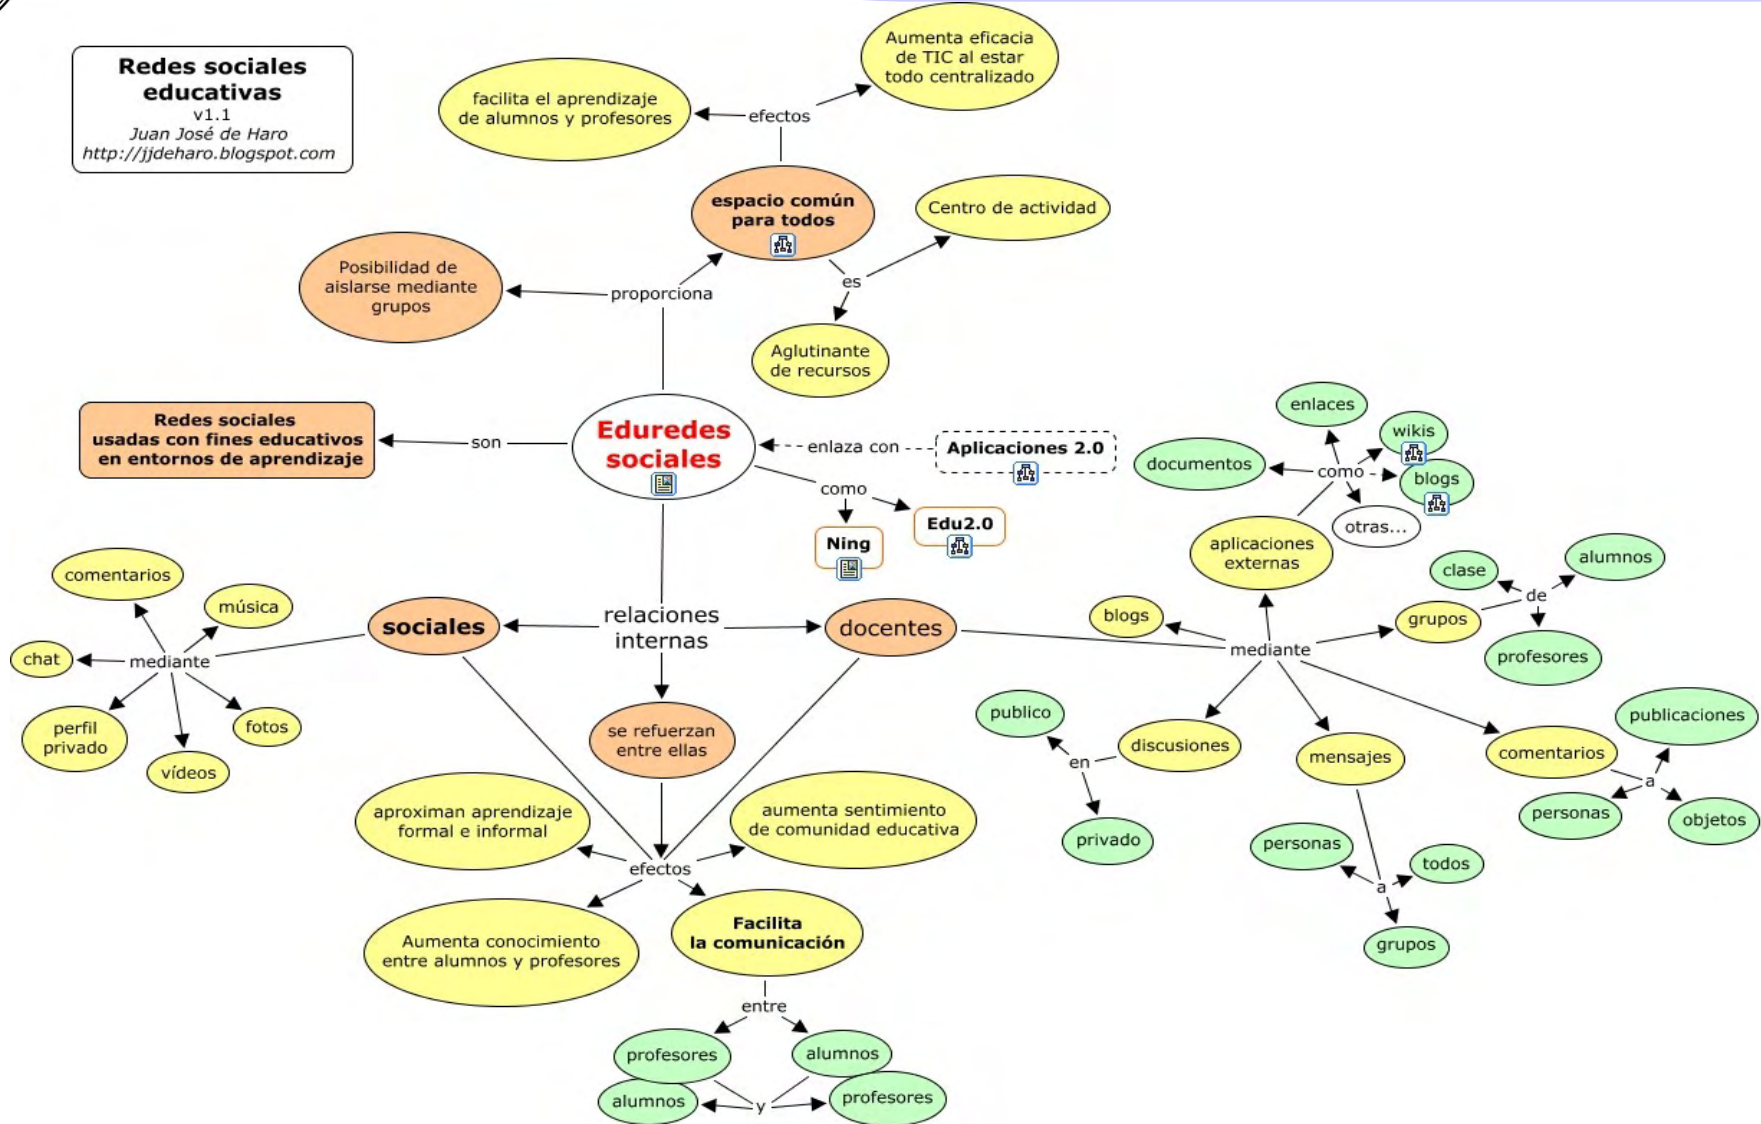 Redes sociales
educativas
v1.1
Juan José de Haro
http://jjdeharo.blogspot.com
Aumenta eficacia
de TIC al estar
todo centralizado
facilita el aprendizaje
de alumnos y profesores
efectos
espacio común
para todos
Centro de actividad
es
Aglutinante
de recursos
Posibilidad de
aislarse mediante
grupos
proporciona
Redes sociales
usadas con fines educativos
en entornos de aprendizaje
son
Eduredes
sociales
enlaza con
Aplicaciones 2.0
como
Ning
Edu2.0
relaciones
internas
sociales
docentes
mediante
comentarios
música
chat
perfil
privado
vídeos
fotos
se refuerzan
entre ellas
efectos
aproximan aprendizaje
formal e informal
aumenta sentimiento
de comunidad educativa
Aumenta conocimiento
entre alumnos y profesores
Facilita
la comunicación
entre
profesores
alumnos
alumnos
y
profesores
mediante
blogs
aplicaciones
externas
como
enlaces
wikis
documentos
blogs
otras...
grupos
de
clase
alumnos
profesores
discusiones
en
publico
privado
mensajes
a
personas
todos
grupos
comentarios
a
publicaciones
personas
objetos